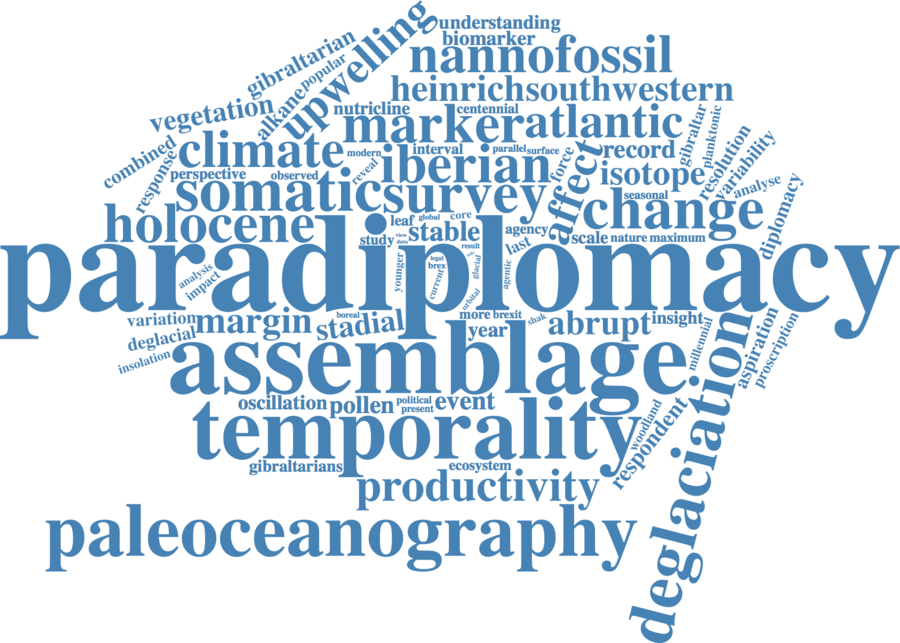 understanding
biomarker
gibraltarian
popular
upwelling
nannofossil
heinrich southwestern
alkane
vegetation
nutricline
centennial
marker atlantic
combined
response
climate
modern
interval
parallel surface
force
record
gibraltar
planktonic
resolution
variability
perspective
observed
reveal
iberian
isotope
analyse
somatic survey
affect
seasonal
change
diplomacy
holocene
leaf
global
core
study
view
data
stable
result
agency
last
scale
nature
maximum
paradiplomacy
analysis
impact
younger
legal
brex
current
glacial
orbital
agentic
variation
margin
boreal
stadial
more
brexit
year
shak
abrupt
insight
millennial
aspiration
proscription
deglacial
insolation
assemblage
deglaciation
oscillation
pollen
political
present
event
woodland
respondent
temporality
gibraltarians
ecosystem
productivity
paleoceanography